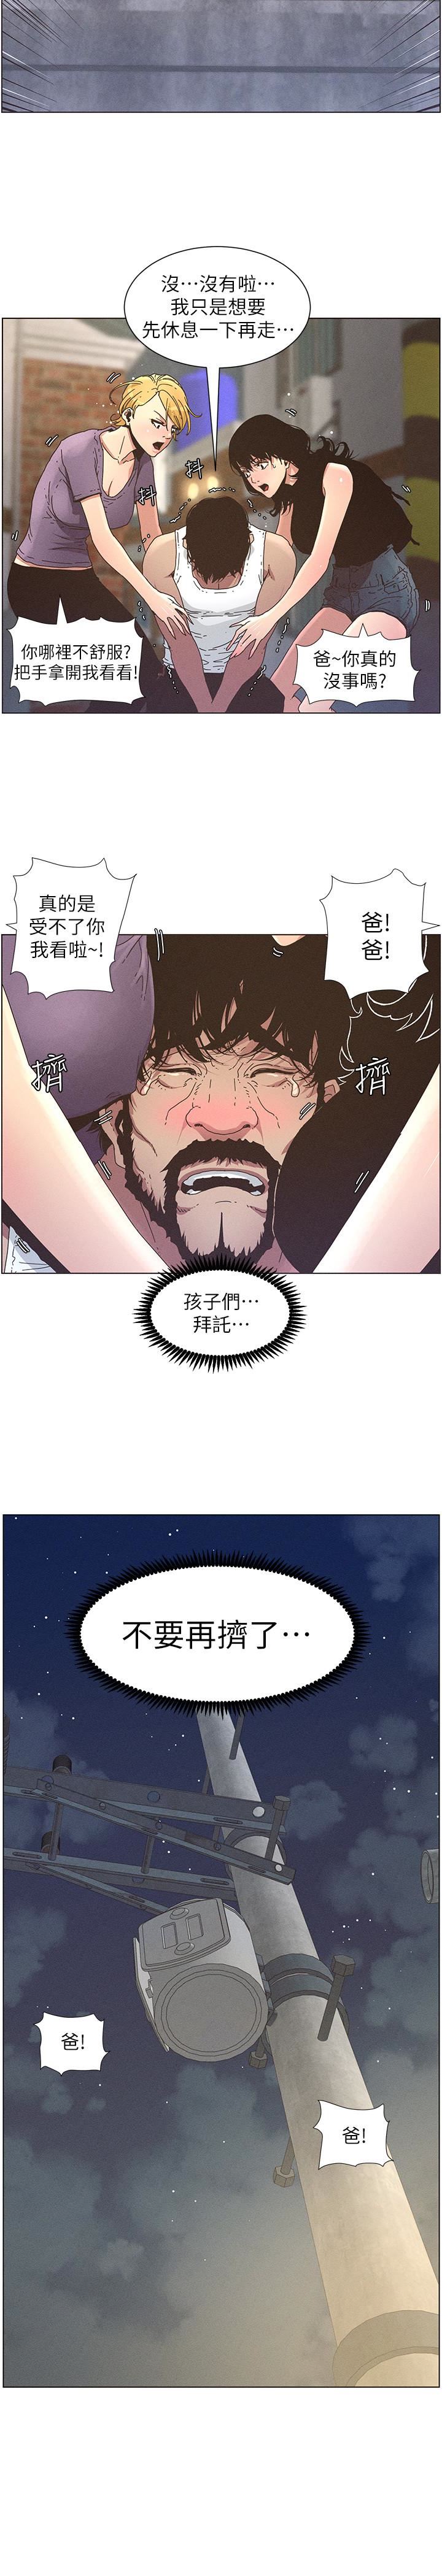 沒⋯沒有啦⋯
我只是想要
先休息一下再走⋯
抖
抖
你哪裡不舒服?
把手拿開我看看!
爸~你真的
沒事嗎?
真的是
受不了你
我看啦~!
爸!
爸!
擠
擠
孩子們⋯
拜託⋯
不要再擠了⋯
爸!
爸!